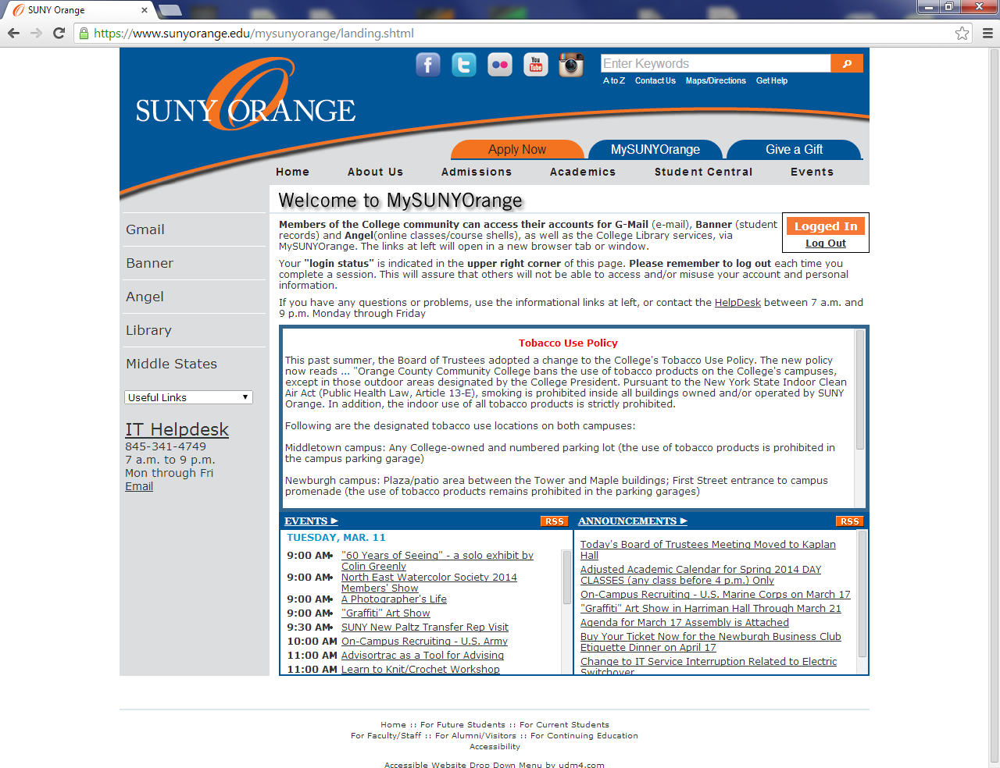 SUNY Orange
https://www.sunyorange.edu/mysunyorange/landing.shtml
SUNY ORANGE
You Tube
Enter Keywords
A to Z Contact Us Maps/Directions Get Help
Apply Now MySUNYOrange Give a Gift
Home About Us Admissions Academics Student Central Events
Welcome to MySUNYOrange
Gmail
Banner
Angel
Library
Middle States
Useful Links
IT Helpdesk
845-341-4749
7 a.m. to 9 p.m.
Mon through Fri
Email
Members of the College community can access their accounts for G-Mail (e-mail), Banner (student
records) and Angel(online classes/course shells), as well as the College Library services, via
MySUNYOrange. The links at left will open in a new browser tab or window.
Logged In
Log Out
Your "login status" is indicated in the upper right corner of this page. Please remember to log out each time you
complete a session. This will assure that others will not be able to access and/or misuse your account and personal
information.
If you have any questions or problems, use the informational links at left, or contact the HelpDesk between 7 a.m. and
9 p.m. Monday through Friday
Tobacco Use Policy
This past summer, the Board of Trustees adopted a change to the College's Tobacco Use Policy. The new policy
now reads ... "Orange County Community College bans the use of tobacco products on the College's campuses,
except in those outdoor areas designated by the College President. Pursuant to the New York State Indoor Clean
Air Act (Public Health Law, Article 13-E), smoking is prohibited inside all buildings owned and/or operated by SUNY
Orange. In addition, the indoor use of all tobacco products is strictly prohibited.
Following are the designated tobacco use locations on both campuses:
Middletown campus: Any College-owned and numbered parking lot (the use of tobacco products is prohibited in
the campus parking garage)
Newburgh campus: Plaza/patio area between the Tower and Maple buildings; First Street entrance to campus
promenade (the use of tobacco products remains prohibited in the parking garages)
EVENTS RSS
TUESDAY, MAR. 11
9:00 AM• "60 Years of Seeing" - a solo exhibit by
Colin Greenly
9:00 AM• North East Watercolor Society 2014
Members' Show
9:00 AM• A Photographer's Life
9:00 AM• "Graffiti" Art Show
9:30 AM• SUNY New Paltz Transfer Rep Visit
10:00 AM On-Campus Recruiting - U.S. Army
11:00 AM Advisortrac as a Tool for Advising
11:00 AM Learn to Knit/Crochet Workshop
ANNOUNCEMENTS RSS
Today's Board of Trustees Meeting Moved to Kaplan
Hall
Adjusted Academic Calendar for Spring 2014 DAY
CLASSES (any class before 4 p.m.) Only
On-Campus Recruiting - U.S. Marine Corps on March 17
"Graffiti" Art Show in Harriman Hall Through March 21
Agenda for March 17 Assembly is Attached
Buy Your Ticket Now for the Newburgh Business Club
Etiquette Dinner on April 17
Change to IT Service Interruption Related to Electric
Switchover
Home :: For Future Students :: For Current Students
For Faculty/Staff :: For Alumni/Visitors :: For Continuing Education
Accessibility
Accessible Website Drop Down Menu by udm4.com